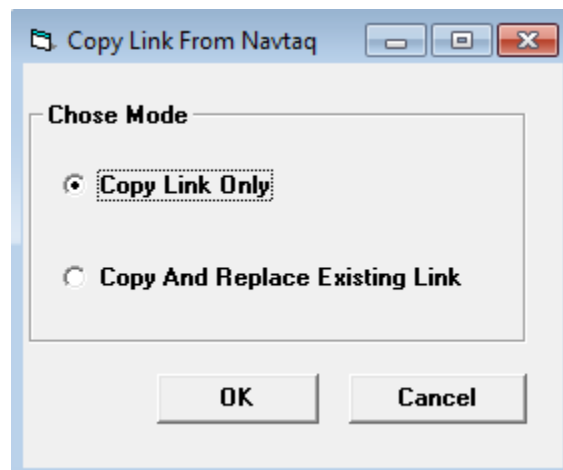 Copy Link From Navtaq
Chose Mode
Copy Link Only
Copy And Replace Existing Link
OK
Cancel